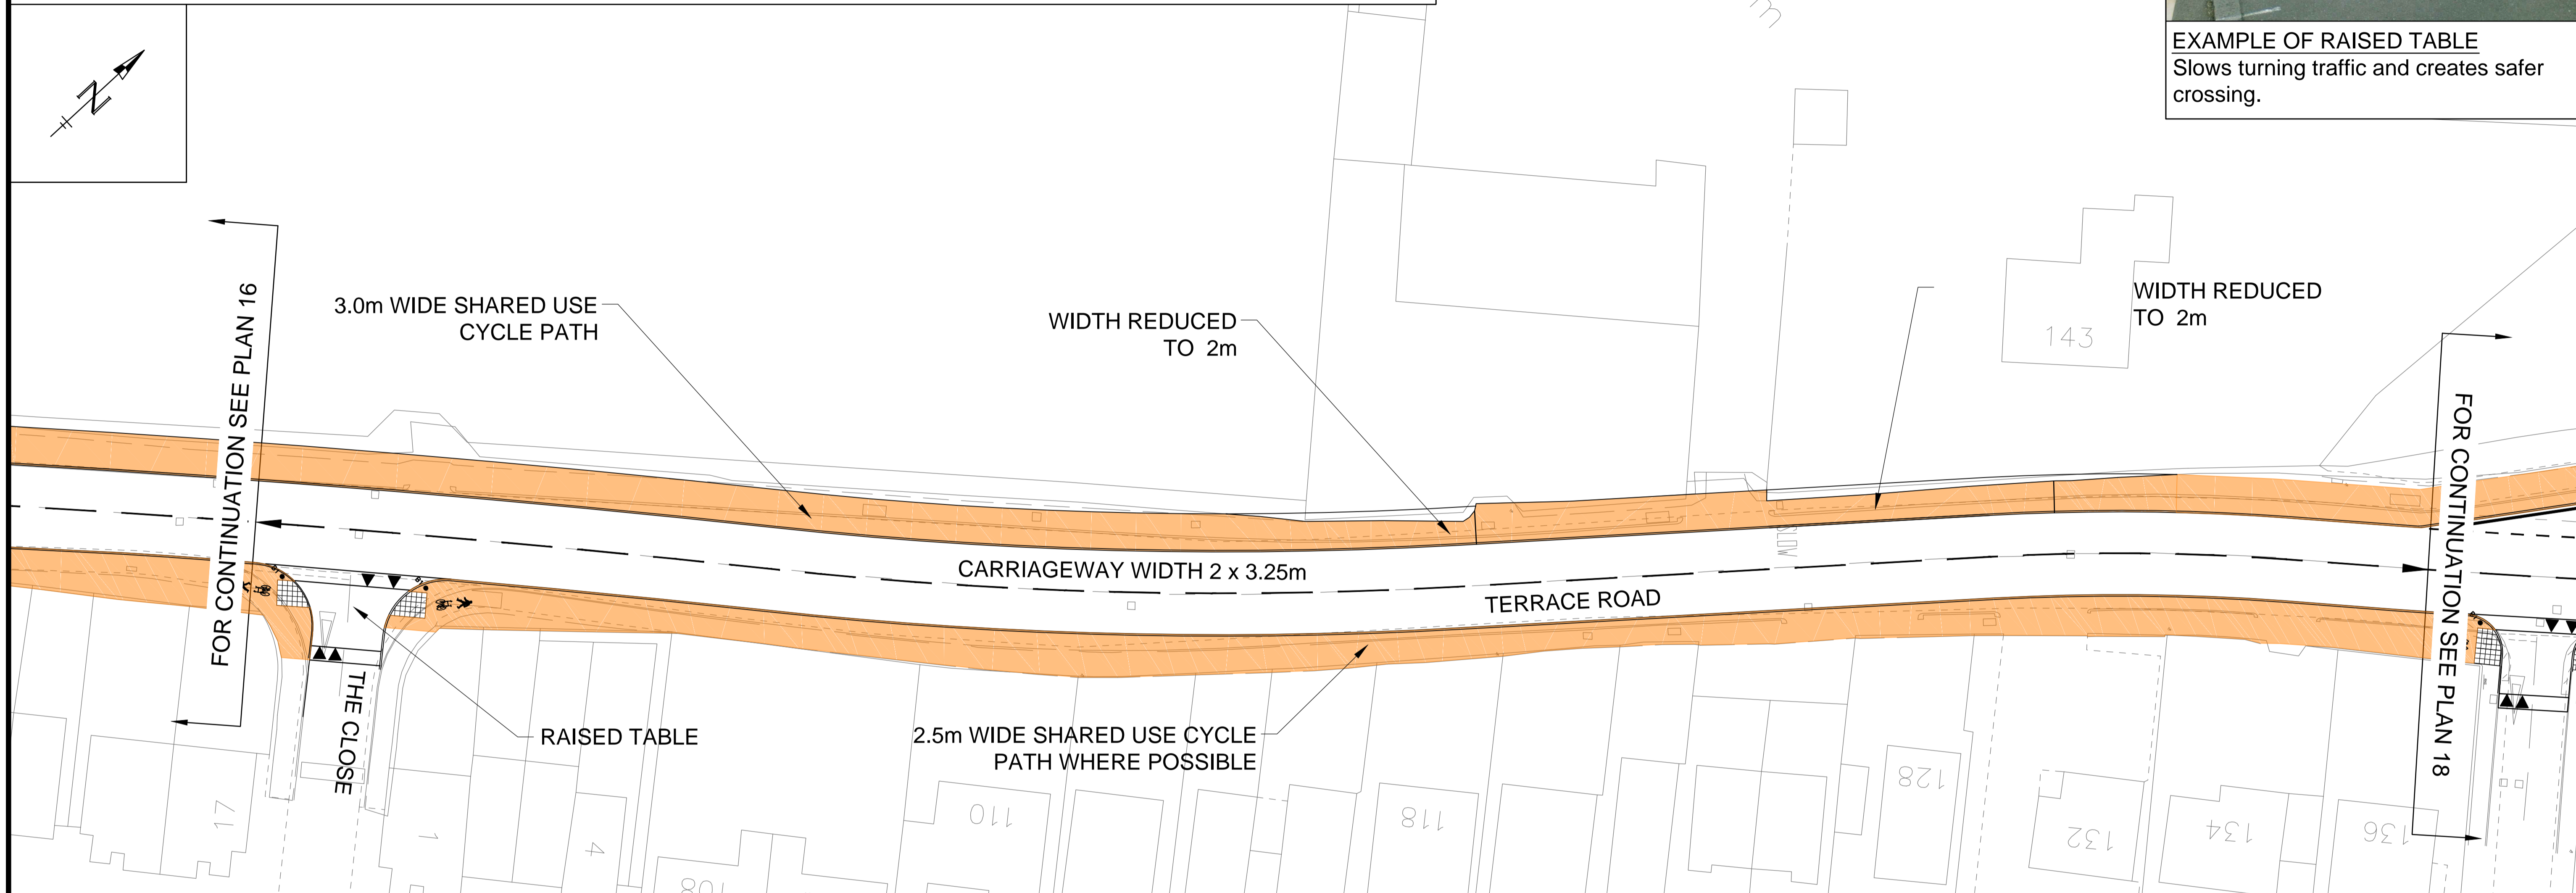 N
m
EXAMPLE OF RAISED TABLE
Slows turning traffic and creates safer
crossing.
FOR CONTINUATION SEE PLAN 16
3.0m WIDE SHARED USE
CYCLE PATH
WIDTH REDUCED
TO 2m
WIDTH REDUCED
TO 2m
143
FOR CONTINUATION SEE PLAN 18
CARRIAGEWAY WIDTH 2 x 3.25m
TERRACE ROAD
THE CLOSE
RAISED TABLE
2.5m WIDE SHARED USE CYCLE
PATH WHERE POSSIBLE
17
1
4
108
110
118
128
132
134
136